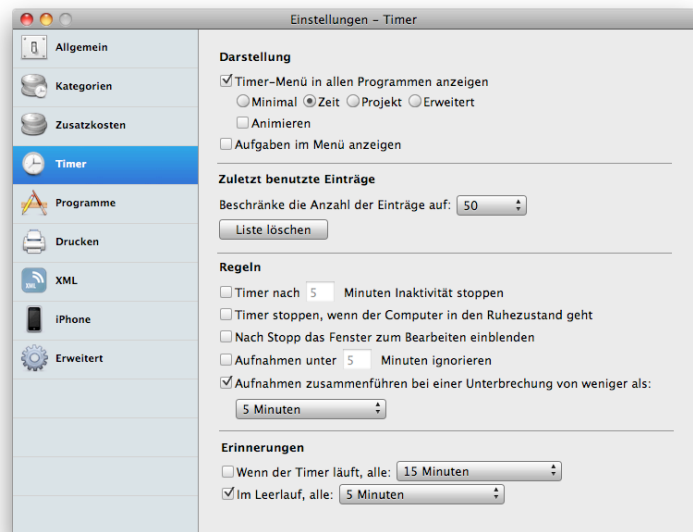 Einstellungen – Timer
Allgemein
Kategorien
Zusatzkosten
Timer
Programme
Drucken
XML
XML
iPhone
Erweitert
Darstellung
Timer-Menü in allen Programmen anzeigen
Minimal Zeit Projekt Erweitert
Animieren
Aufgaben im Menü anzeigen
Zuletzt benutzte Einträge
Beschränke die Anzahl der Einträge auf: 50
Liste löschen
Regeln
Timer nach 5 Minuten Inaktivität stoppen
Timer stoppen, wenn der Computer in den Ruhezustand geht
Nach Stopp das Fenster zum Bearbeiten einblenden
Aufnahmen unter 5 Minuten ignorieren
Aufnahmen zusammenführen bei einer Unterbrechung von weniger als:
5 Minuten
Erinnerungen
Wenn der Timer läuft, alle: 15 Minuten
Im Leerlauf, alle: 5 Minuten